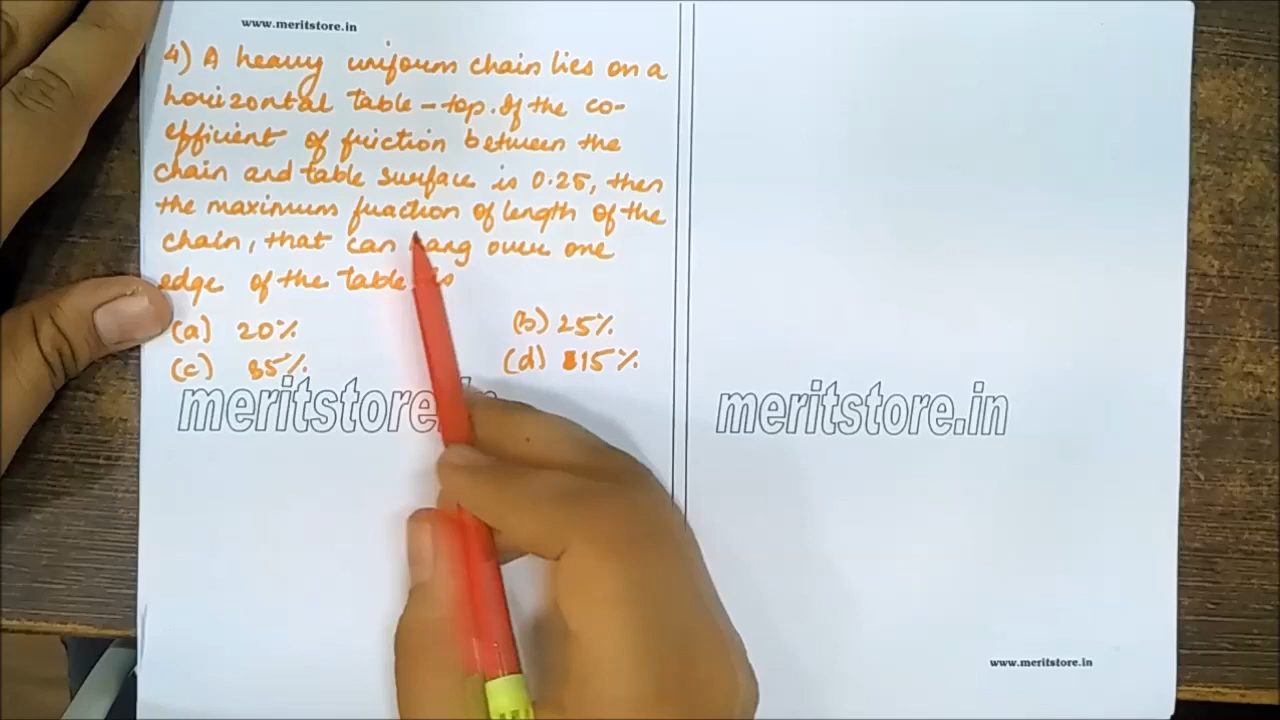 www.meritstore.in
4) A heavy uniform chain lies on a
horizontal table-top. If the co-
efficient of friction between the
chain and table surface is 0.25, then
the maximum fraction of length of the
chain, that can hang over one
edge of the table is
(a) 20% (b) 25%
(c) 35% (d) 15%
meritstore.in meritstore.in
www.meritstore.in